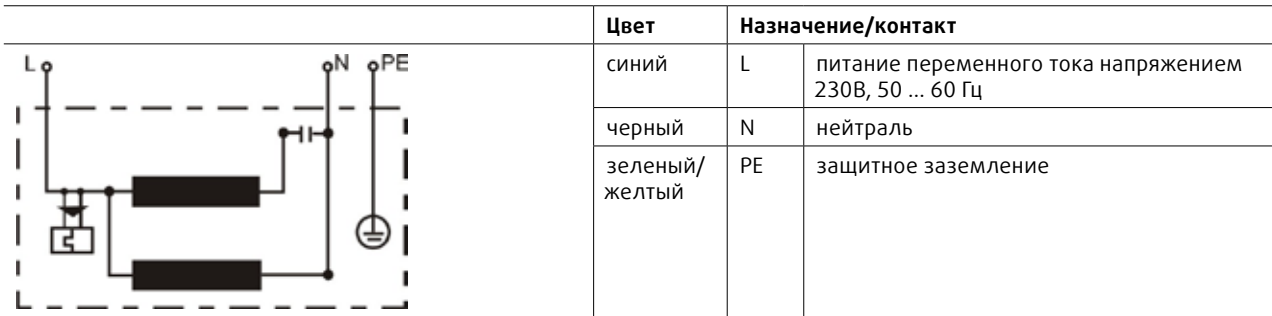 Цвет Назначение/контакт
L N PE
синий L питание переменного тока напряжением
230В, 50 ... 60 Гц
черный N нейтраль
зеленый/ PE защитное заземление
желтый